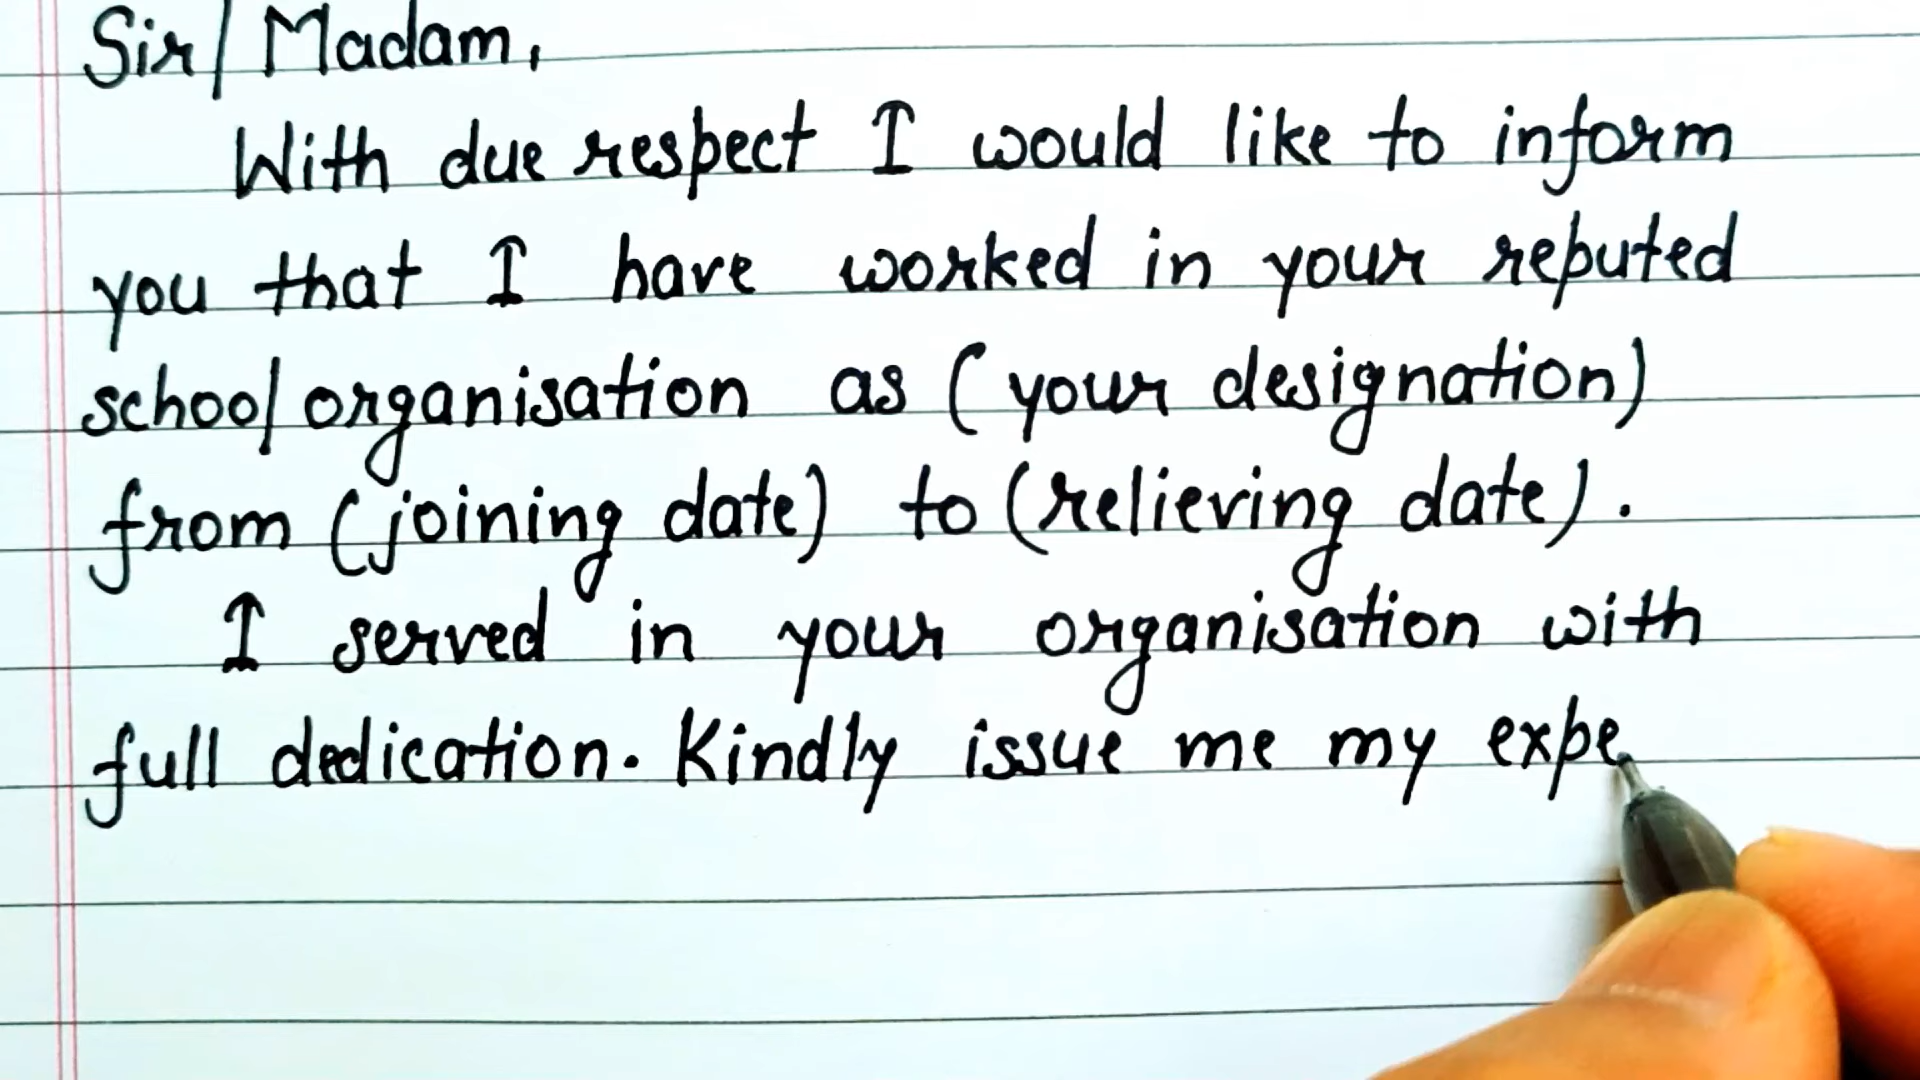 Sir/Madam,
With due respect I would like to inform
you that I have worked in your reputed
school/organisation as (your designation)
from (joining date) to (relieving date).
I served in your organisation with
full dedication. Kindly issue me my expe